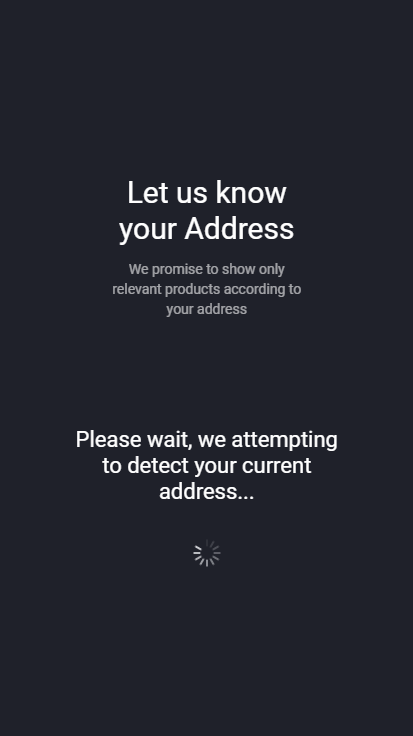 Let us know
your Address
We promise to show only
relevant products according to
your address
Please wait, we attempting
to detect your current
address...